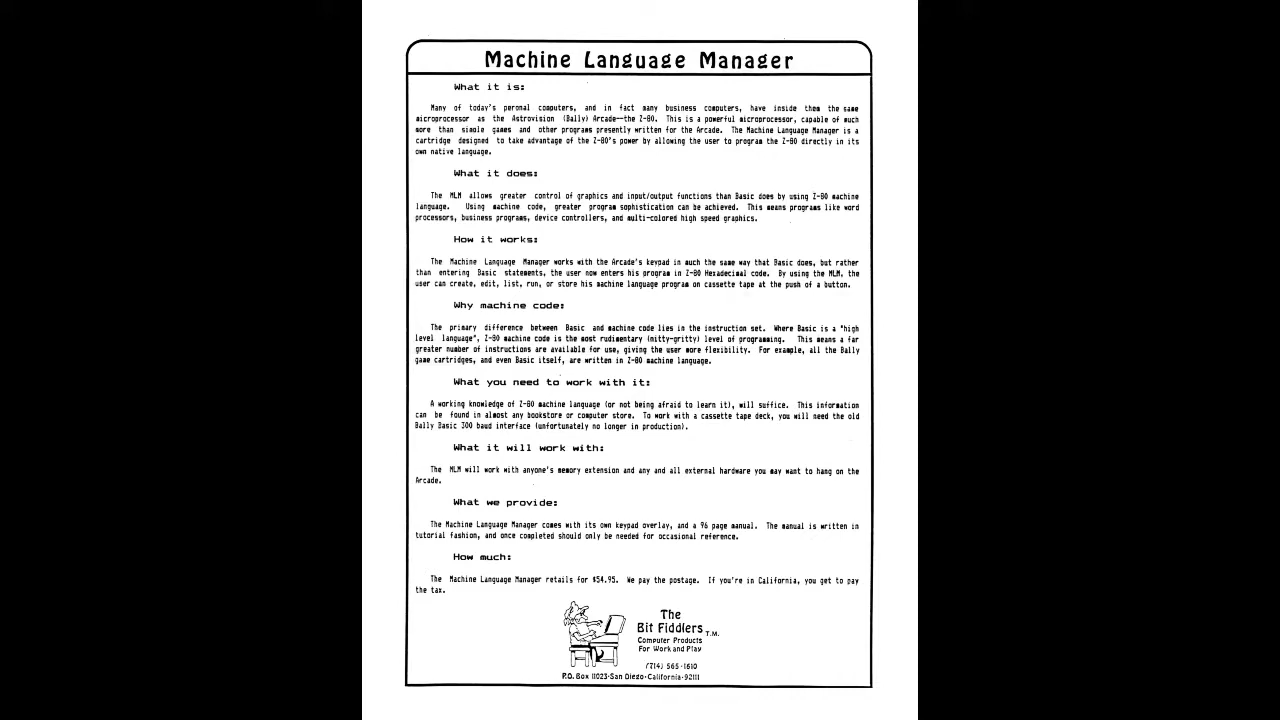 Machine Language Manager
What it is:
Many of today's peronal computers, and in fact many business computers, have inside them the same
microprocessor as the Astrovision (Bally) Arcade--the Z-80. This is a powerful microprocessor, capable of much
more than simple games and other programs presently written for the Arcade. The Machine Language Manager is a
cartridge designed to take advantage of the Z-80's power by allowing the user to program the Z-80 directly in its
own native language.
What it does:
The MLM allows greater control of graphics and input/output functions than Basic does by using Z-80 machine
language. Using machine code, greater program sophistication can be achieved. This means programs like word
processors, business programs, device controllers, and multi-colored high speed graphics.
How it works:
The Machine Language Manager works with the Arcade's keypad in much the same way that Basic does, but rather
than entering Basic statements, the user now enters his program in Z-80 Hexadecimal code. By using the MLM, the
user can create, edit, list, run, or store his machine language program on cassette tape at the push of a button.
Why machine code:
The primary difference between Basic and machine code lies in the instruction set. Where Basic is a "high
level language", Z-80 machine code is the most rudimentary (nitty-gritty) level of programming. This means a far
greater number of instructions are available for use, giving the user more flexibility. For example, all the Bally
game cartridges, and even Basic itself, are written in Z-80 machine language.
What you need to work with it:
A working knowledge of Z-80 machine language (or not being afraid to learn it), will suffice. This information
can be found in almost any bookstore or computer store. To work with a cassette tape deck, you will need the old
Bally Basic 300 baud interface (unfortunately no longer in production).
What it will work with:
The MLM will work with anyone's memory extension and any and all external hardware you may want to hang on the
Arcade.
What we provide:
The Machine Language Manager comes with its own keypad overlay, and a 96 page manual. The manual is written in
tutorial fashion, and once completed should only be needed for occasional reference.
How much:
The Machine Language Manager retails for $54.95. We pay the postage. If you're in California, you get to pay
the tax.
The
Bit Fiddlers T.M.
Computer Products
For Work and Play
(714) 565-1610
P.O. Box 11023·San Diego·California·92111